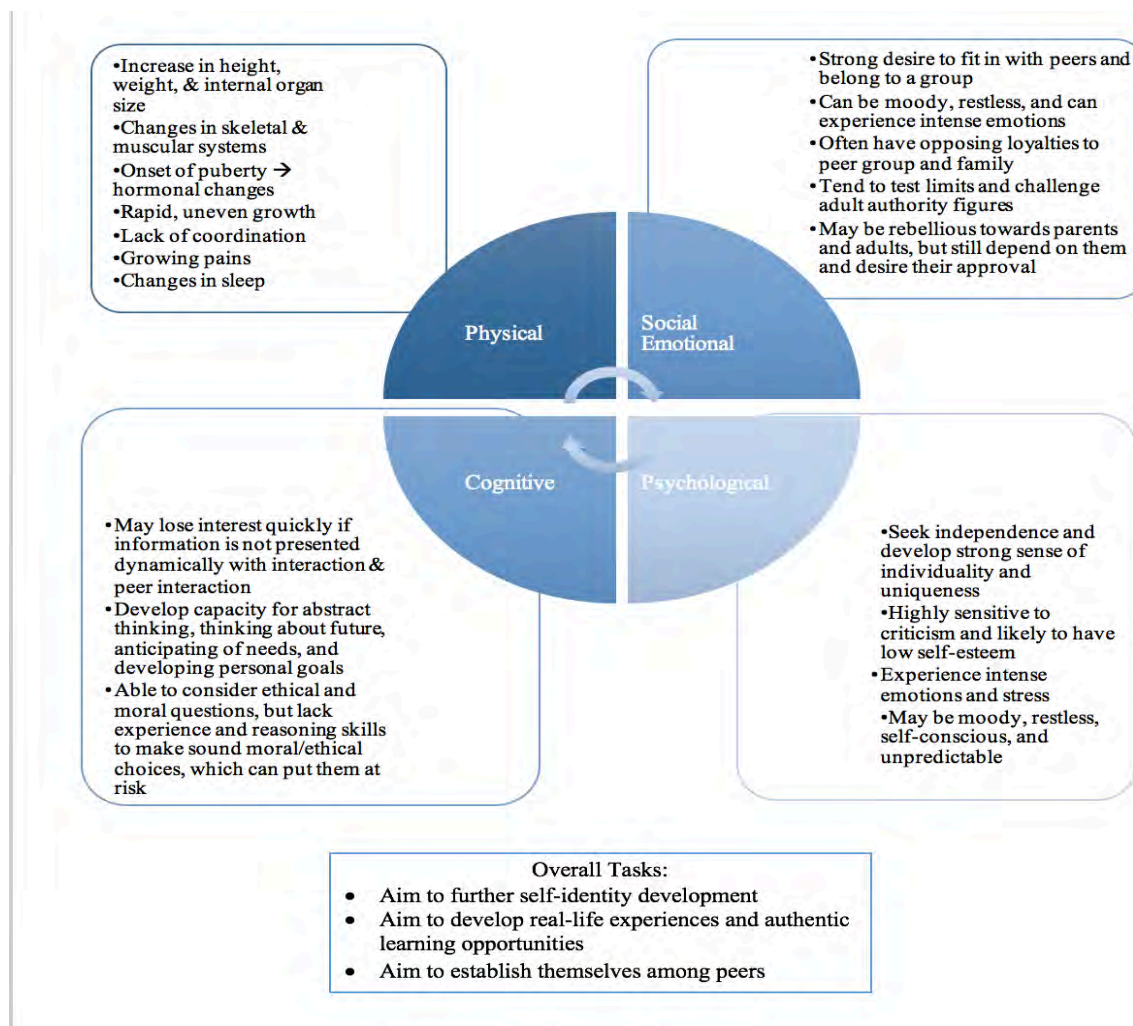 •Increase in height,
weight, & internal organ
size
•Changes in skeletal &
muscular systems
•Onset of puberty →
hormonal changes
•Rapid, uneven growth
•Lack of coordination
•Growing pains
•Changes in sleep
•Strong desire to fit in with peers and
belong to a group
•Can be moody, restless, and can
experience intense emotions
•Often have opposing loyalties to
peer group and family
•Tend to test limits and challenge
adult authority figures
•May be rebellious towards parents
and adults, but still depend on them
and desire their approval
Physical
Social
Emotional
Cognitive
Psychological
•May lose interest quickly if
information is not presented
dynamically with interaction &
peer interaction
•Develop capacity for abstract
thinking, thinking about future,
anticipating of needs, and
developing personal goals
•Able to consider ethical and
moral questions, but lack
experience and reasoning skills
to make sound moral/ethical
choices, which can put them at
risk
•Seek independence and
develop strong sense of
individuality and
uniqueness
•Highly sensitive to
criticism and likely to have
low self-esteem
•Experience intense
emotions and stress
•May be moody, restless,
self-conscious, and
unpredictable
Overall Tasks:
• Aim to further self-identity development
• Aim to develop real-life experiences and authentic
learning opportunities
• Aim to establish themselves among peers